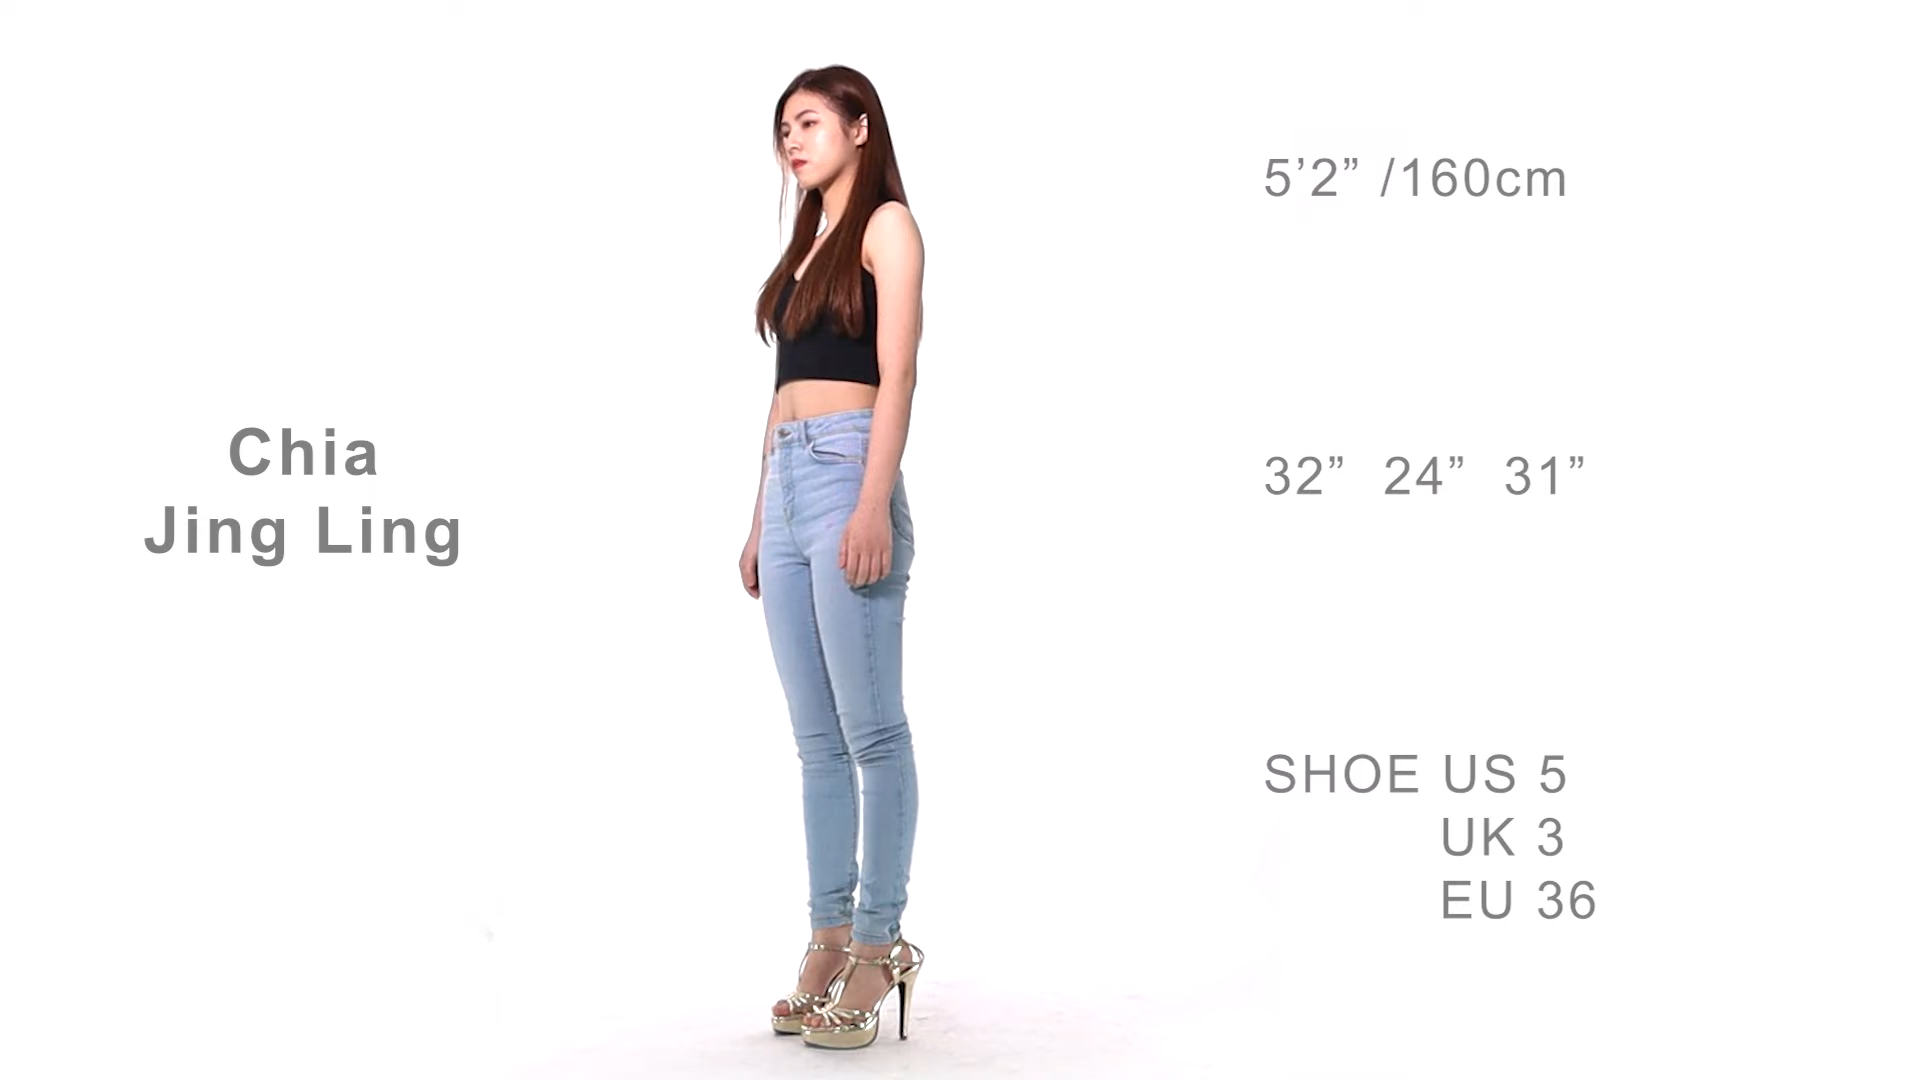 Chia
Jing Ling
5’2” /160cm
32” 24” 31”
SHOE US 5
UK 3
EU 36